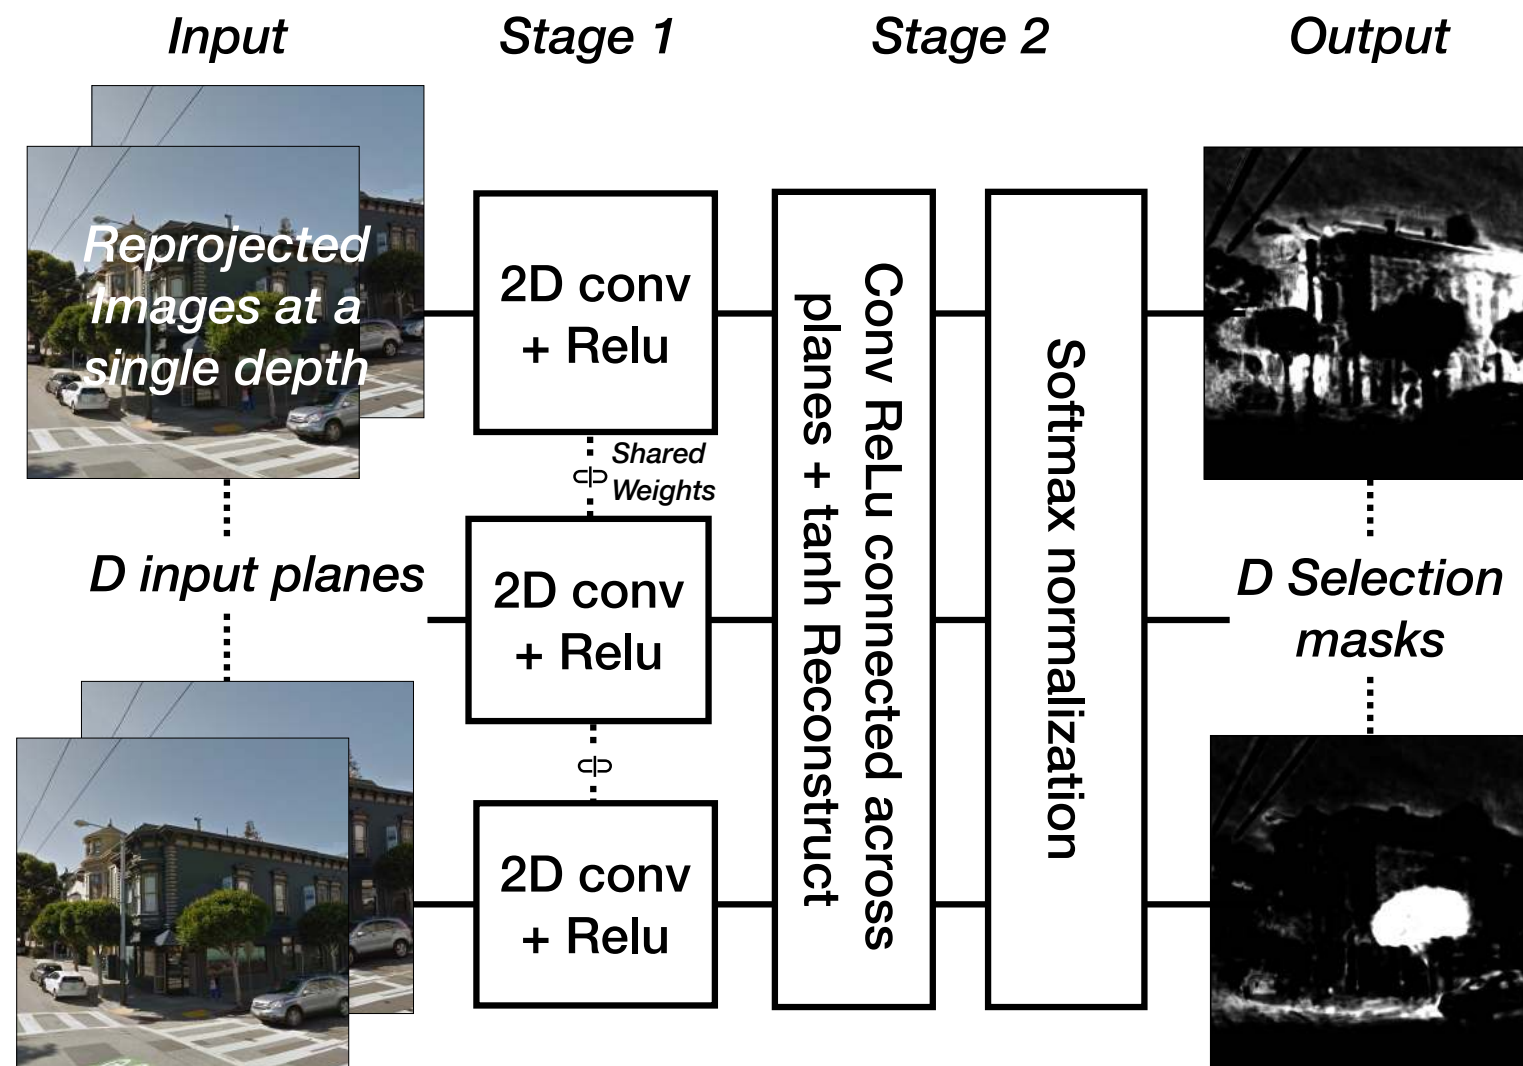 Input
Stage 1
Stage 2
Output
Reprojected
Images at a
single depth
2D conv
+ Relu
Shared
Weights
D input planes
2D conv
+ Relu
2D conv
+ Relu
Conv ReLu connected across
planes + tanh Reconstruct
Softmax normalization
D Selection
masks